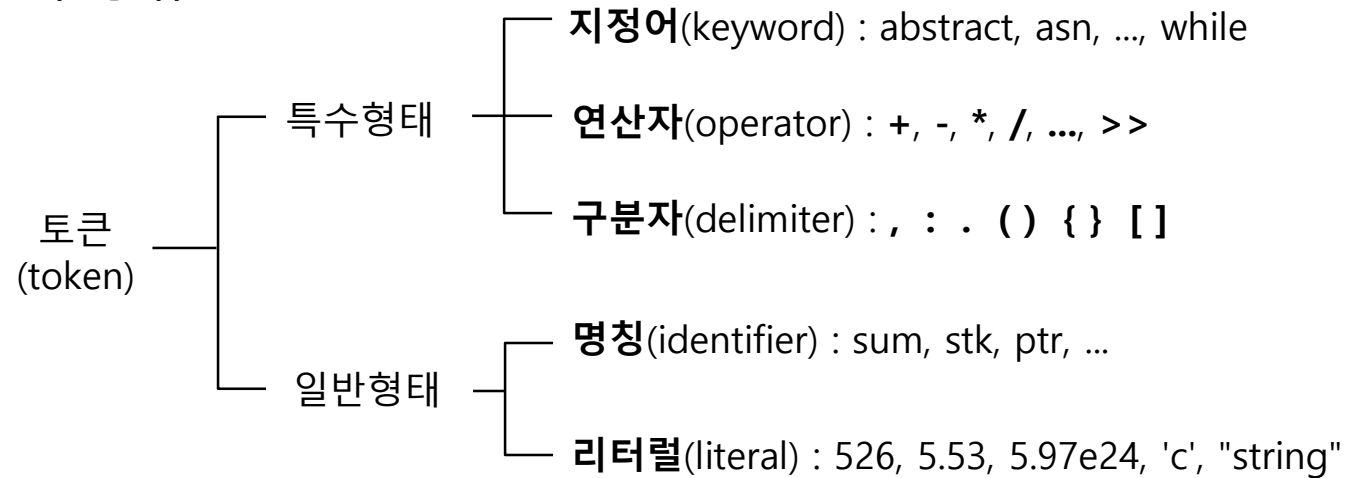 지정어(keyword) : abstract, asn, ..., while
특수형태
연산자(operator) : +, -, *, /, ..., >>
구분자(delimiter) : , : . ( ) { } [ ]
토큰
(token)
명칭(identifier) : sum, stk, ptr, ...
일반형태
리터럴(literal) : 526, 5.53, 5.97e24, 'c', "string"